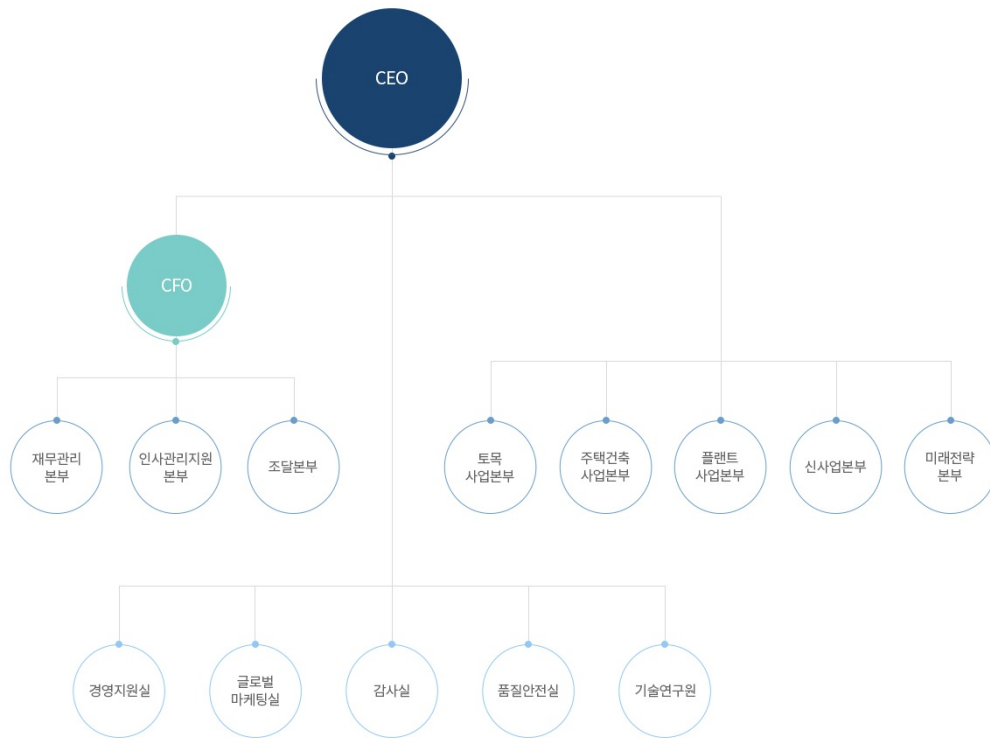 CEO
CFO
재무관리
본부
인사관리지원
본부
조달본부
토목
사업본부
주택건축
사업본부
플랜트
사업본부
신사업본부
미래전략
본부
경영지원실
글로벌
마케팅실
감사실
품질안전실
기술연구원